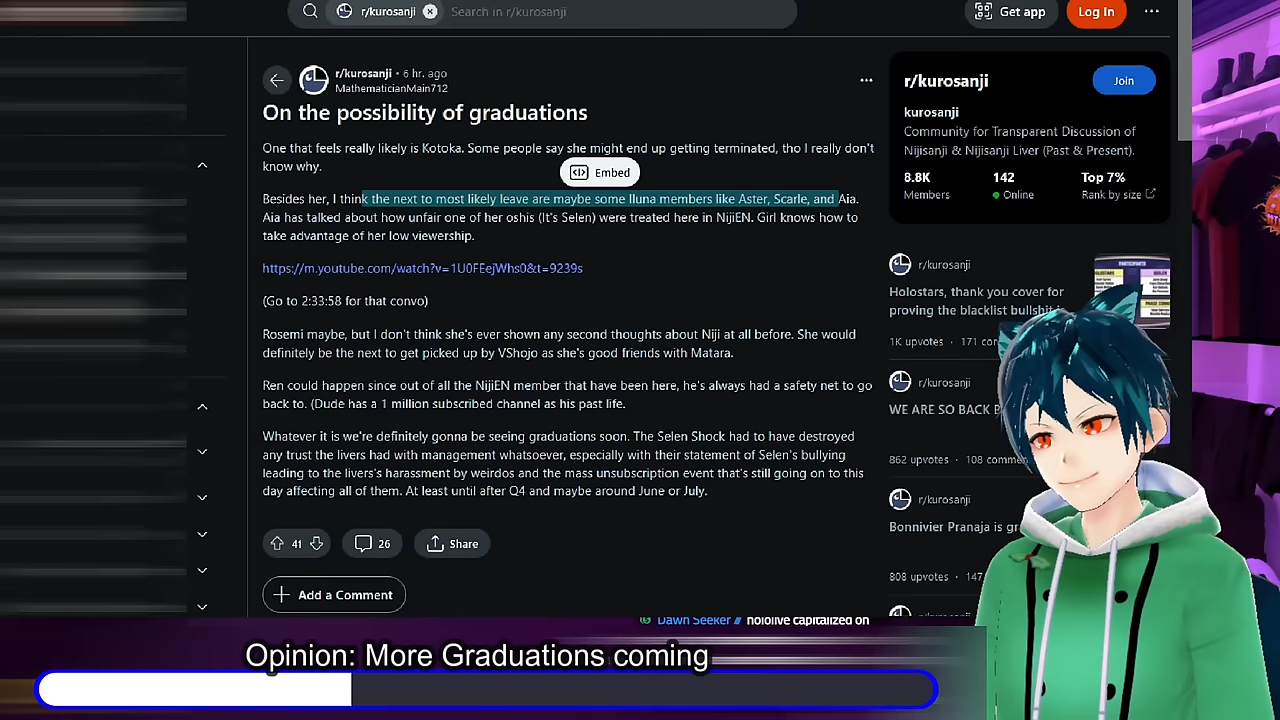 r/kurosanji
Search in r/kurosanji
Get app
Log In
r/kurosanji • 6 hr. ago
MathematicianMain712
On the possibility of graduations
One that feels really likely is Kotoka. Some people say she might end up getting terminated, tho I really don't
know why.
Embed
Besides her, I think the next to most likely leave are maybe some Iluna members like Aster, Scarle, and Aia.
Aia has talked about how unfair one of her oshis (It's Selen) were treated here in NijiEN. Girl knows how to
take advantage of her low viewership.
https://m.youtube.com/watch?v=1U0FEejWhs0&t=9239s
(Go to 2:33:58 for that convo)
Rosemi maybe, but I don't think she's ever shown any second thoughts about Niji at all before. She would
definitely be the next to get picked up by VShojo as she's good friends with Matara.
Ren could happen since out of all the NijiEN member that have been here, he's always had a safety net to go
back to. (Dude has a 1 million subscribed channel as his past life.
Whatever it is we're definitely gonna be seeing graduations soon. The Selen Shock had to have destroyed
any trust the livers had with management whatsoever, especially with their statement of Selen's bullying
leading to the livers's harassment by weirdos and the mass unsubscription event that's still going on to this
day affecting all of them. At least until after Q4 and maybe around June or July.
41
26
Share
Add a Comment
r/kurosanji
Join
kurosanji
Community for Transparent Discussion of
Nijisanji & Nijisanji Liver (Past & Present).
8.8K
142
Top 7%
Members
Online
Rank by size
r/kurosanji
Holostars, thank you cover for
proving the blacklist bullshit
1K upvotes • 171
r/kurosanji
WE ARE SO BACK
862 upvotes • 108
r/kurosanji
Bonnivier Pranaja is
808 upvotes • 147
Dawn Seeker // hololive capitalized on
Opinion: More Graduations coming